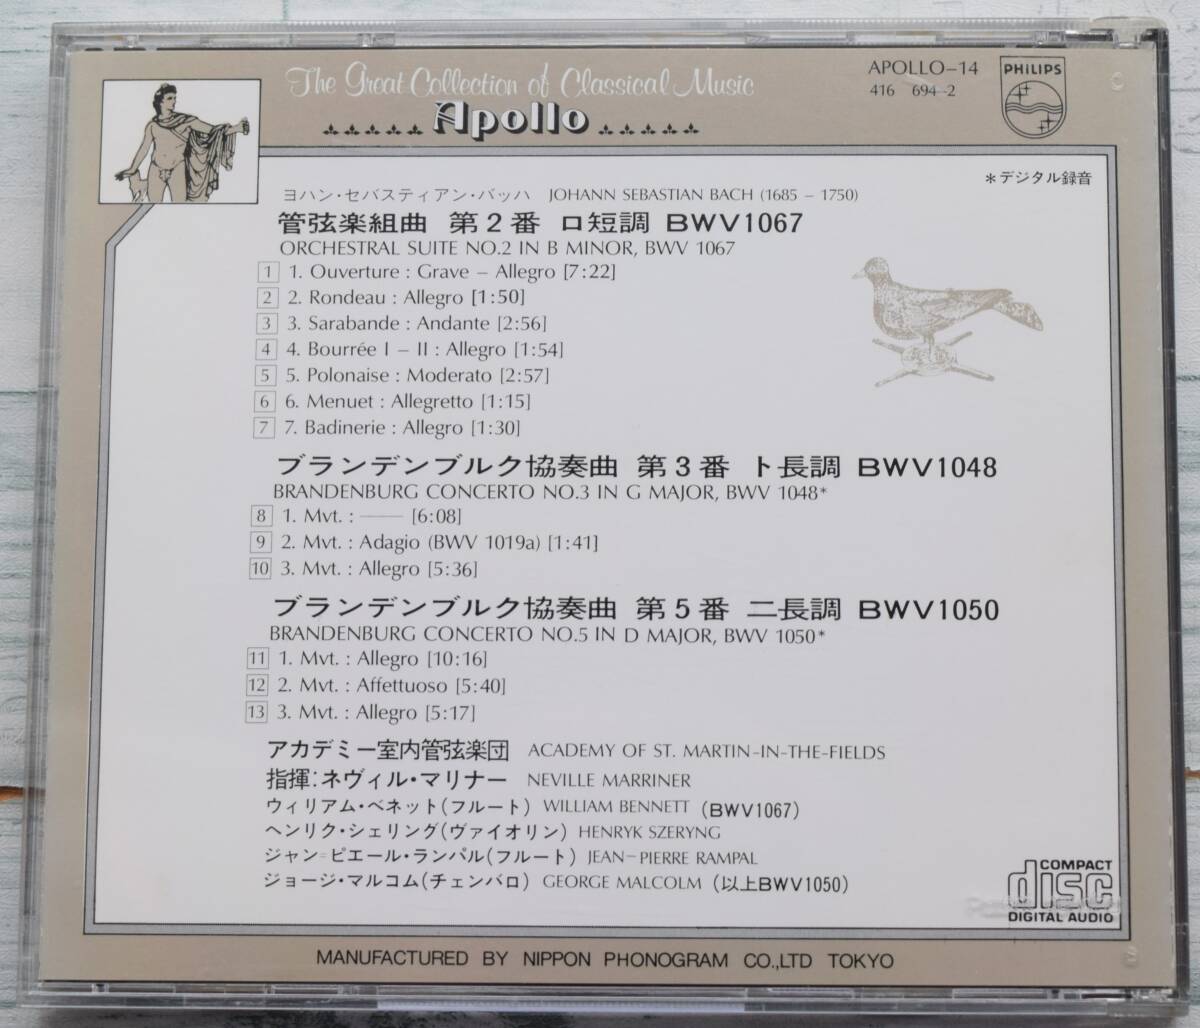 The Great Collection of Classical Music
Apollo
APOLLO-14
416 694-2
PHILIPS
*デジタル録音
ヨハン・セバスティアン・バッハ JOHANN SEBASTIAN BACH (1685 – 1750)
管弦楽組曲 第2番 ロ短調 BWV1067
ORCHESTRAL SUITE NO.2 IN B MINOR, BWV 1067
1 1. Ouverture : Grave – Allegro [7:22]
2 2. Rondeau : Allegro [1:50]
3 3. Sarabande : Andante [2:56]
4 4. Bourrée I – II : Allegro [1:54]
5 5. Polonaise : Moderato [2:57]
6 6. Menuet : Allegretto [1:15]
7 7. Badinerie : Allegro [1:30]
ブランデンブルク協奏曲 第3番 ト長調 BWV1048
BRANDENBURG CONCERTO NO.3 IN G MAJOR, BWV 1048*
8 1. Mvt. : —— [6:08]
9 2. Mvt. : Adagio (BWV 1019a) [1:41]
10 3. Mvt. : Allegro [5:36]
ブランデンブルク協奏曲 第5番 ニ長調 BWV1050
BRANDENBURG CONCERTO NO.5 IN D MAJOR, BWV 1050*
11 1. Mvt. : Allegro [10:16]
12 2. Mvt. : Affettuoso [5:40]
13 3. Mvt. : Allegro [5:17]
アカデミー室内管弦楽団 ACADEMY OF ST. MARTIN-IN-THE-FIELDS
指揮:ネヴィル・マリナー NEVILLE MARRINER
ウィリアム・ベネット(フルート) WILLIAM BENNETT (BWV1067)
ヘンリク・シェリング(ヴァイオリン) HENRYK SZERYNG
ジャン=ピエール・ランパル(フルート) JEAN-PIERRE RAMPAL
ジョージ・マルコム(チェンバロ) GEORGE MALCOLM (以上BWV1050)
COMPACT
disc
DIGITAL AUDIO
MANUFACTURED BY NIPPON PHONOGRAM CO.,LTD TOKYO